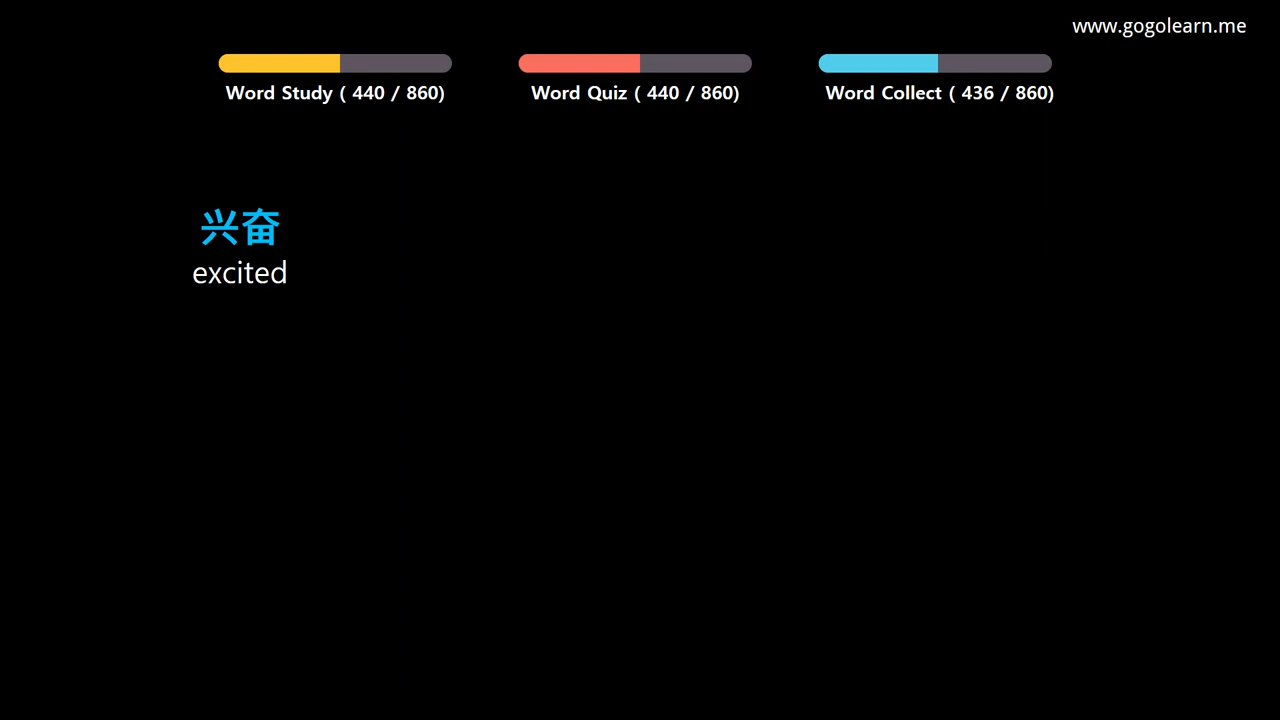 www.gogolearn.me
Word Study ( 440 / 860)
Word Quiz ( 440 / 860)
Word Collect ( 436 / 860)
兴奋
excited